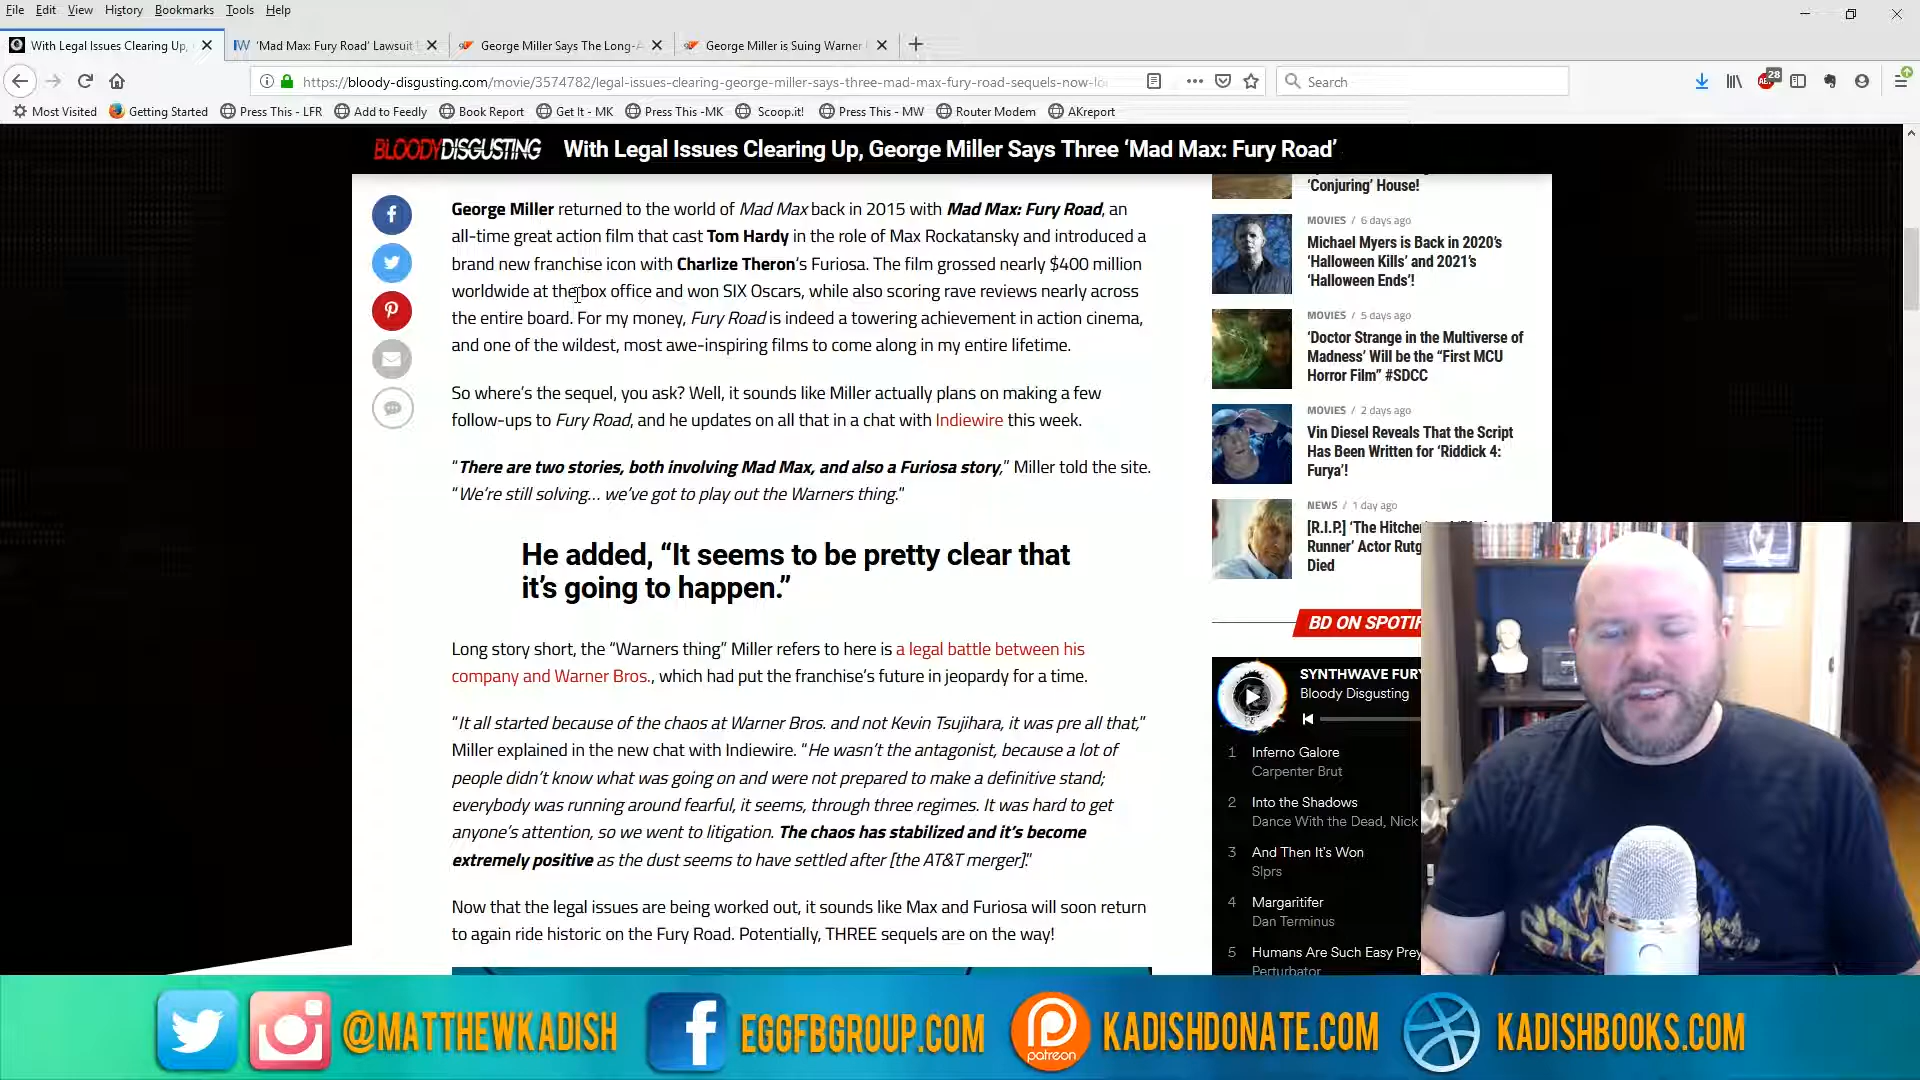 File Edit View History Bookmarks Tools Help
With Legal Issues Clearing Up,
'Mad Max: Fury Road' Lawsuit
George Miller Says The Long-
George Miller is Suing Warner
https://bloody-disgusting.com/movie/3574782/legal-issues-clearing-george-miller-says-three-mad-max-fury-road-sequels-now-lo
Search
28
Most Visited Getting Started Press This - LFR Add to Feedly Book Report Get It - MK Press This -MK Scoop.it! Press This - MW Router Modem AKreport
BLOODY DISGUSTING With Legal Issues Clearing Up, George Miller Says Three ‘Mad Max: Fury Road’
George Miller returned to the world of Mad Max back in 2015 with Mad Max: Fury Road, an
all-time great action film that cast Tom Hardy in the role of Max Rockatansky and introduced a
brand new franchise icon with Charlize Theron‘s Furiosa. The film grossed nearly $400 million
worldwide at the box office and won SIX Oscars, while also scoring rave reviews nearly across
the entire board. For my money, Fury Road is indeed a towering achievement in action cinema,
and one of the wildest, most awe-inspiring films to come along in my entire lifetime.
So where’s the sequel, you ask? Well, it sounds like Miller actually plans on making a few
follow-ups to Fury Road, and he updates on all that in a chat with Indiewire this week.
“There are two stories, both involving Mad Max, and also a Furiosa story,” Miller told the site.
“We’re still solving... we’ve got to play out the Warners thing.”
He added, “It seems to be pretty clear that
it’s going to happen.”
Long story short, the “Warners thing” Miller refers to here is a legal battle between his
company and Warner Bros., which had put the franchise’s future in jeopardy for a time.
“It all started because of the chaos at Warner Bros. and not Kevin Tsujihara, it was pre all that,”
Miller explained in the new chat with Indiewire. “He wasn’t the antagonist, because a lot of
people didn’t know what was going on and were not prepared to make a definitive stand;
everybody was running around fearful, it seems, through three regimes. It was hard to get
anyone’s attention, so we went to litigation. The chaos has stabilized and it’s become
extremely positive as the dust seems to have settled after [the AT&T merger].”
Now that the legal issues are being worked out, it sounds like Max and Furiosa will soon return
to again ride historic on the Fury Road. Potentially, THREE sequels are on the way!
‘Conjuring’ House!
MOVIES / 6 days ago
Michael Myers is Back in 2020’s
‘Halloween Kills’ and 2021’s
‘Halloween Ends’!
MOVIES / 5 days ago
‘Doctor Strange in the Multiverse of
Madness’ Will be the “First MCU
Horror Film” #SDCC
MOVIES / 2 days ago
Vin Diesel Reveals That the Script
Has Been Written for ‘Riddick 4:
Furya’!
NEWS / 1 day ago
[R.I.P.] ‘The Hitcher
Runner’ Actor Rutg
Died
BD ON SPOTIF
SYNTHWAVE FURY
Bloody Disgusting
1 Inferno Galore
Carpenter Brut
2 Into the Shadows
Dance With the Dead, Nick
3 And Then It's Won
Slprs
4 Margaritifer
Dan Terminus
5 Humans Are Such Easy Prey
Perturbator
@MATTHEWKADISH EGGFBGROUP.COM patreon KADISHDONATE.COM KADISHBOOKS.COM